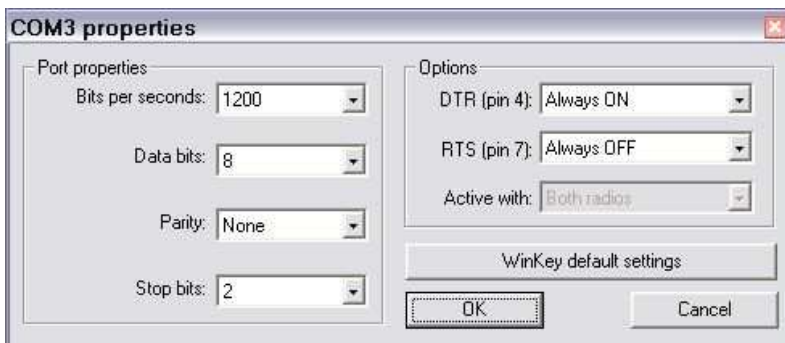 COM3 properties
Port properties
Bits per seconds: 1200
Data bits: 8
Parity: None
Stop bits: 2
Options
DTR (pin 4): Always ON
RTS (pin 7): Always OFF
Active with: Both radios
WinKey default settings
OK Cancel